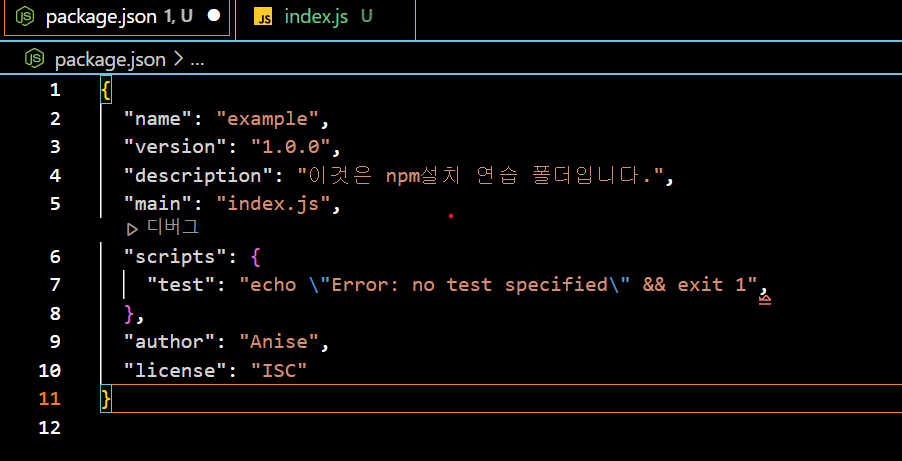 package.json 1, U ● JS index.js U
package.json > ...
1 {
2 "name": "example",
3 "version": "1.0.0",
4 "description": "이것은 npm설치 연습 폴더입니다.",
5 "main": "index.js",
▷ 디버그
6 "scripts": {
7 "test": "echo \"Error: no test specified\" && exit 1",
8 },
9 "author": "Anise",
10 "license": "ISC"
11 }
12